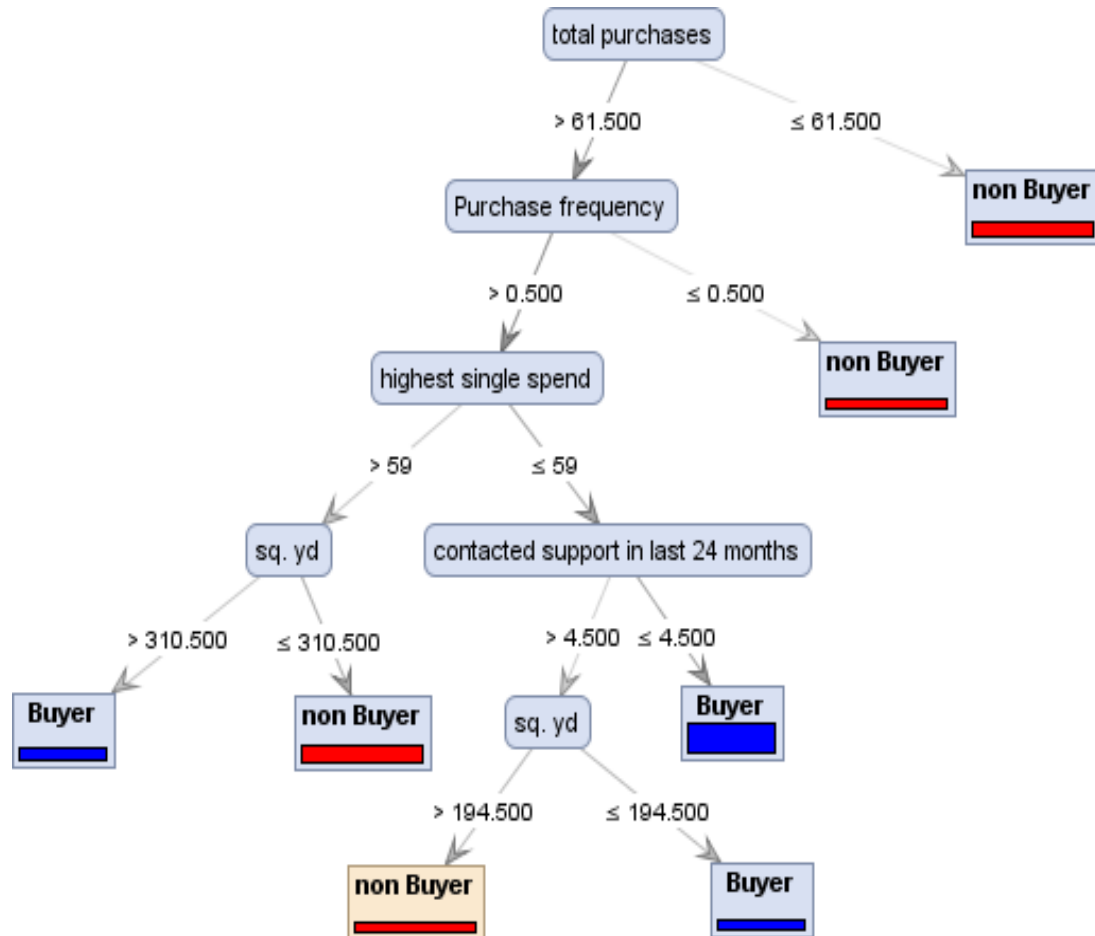 total purchases
> 61.500
≤ 61.500
non Buyer
Purchase frequency
> 0.500
≤ 0.500
non Buyer
highest single spend
> 59
≤ 59
sq. yd
contacted support in last 24 months
> 310.500
≤ 310.500
> 4.500
≤ 4.500
Buyer
non Buyer
sq. yd
Buyer
> 194.500
≤ 194.500
non Buyer
Buyer